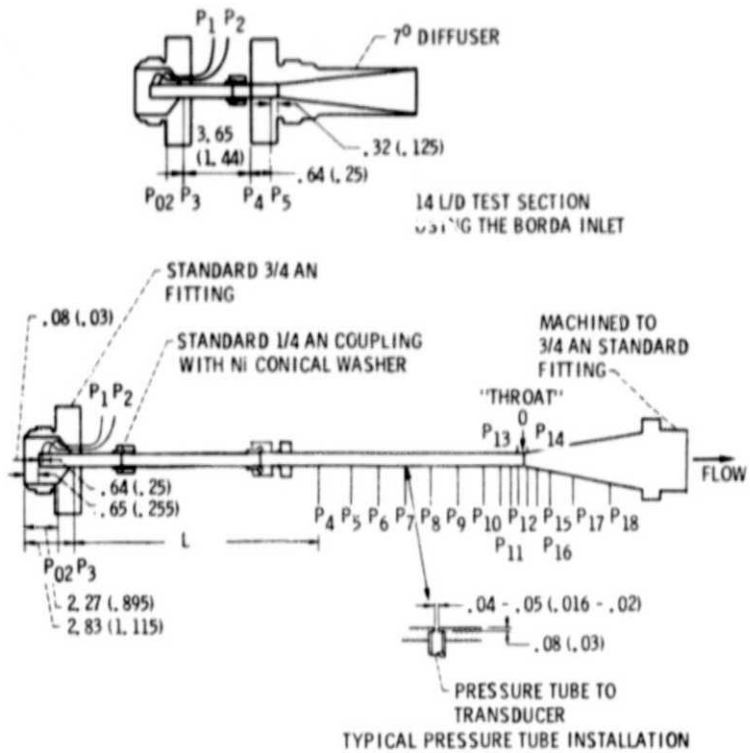 P1 P2
7° DIFFUSER
3.65
(1.44)
.32 (.125)
.64 (.25)
P02 P3
P4 P5
14 L/D TEST SECTION
USING THE BORDA INLET
STANDARD 3/4 AN
FITTING
.08 (.03)
STANDARD 1/4 AN COUPLING
WITH Ni CONICAL WASHER
MACHINED TO
3/4 AN STANDARD
FITTING
"THROAT"
0
P1 P2
P13
P14
FLOW
.64 (.25)
.65 (.255)
P4 P5 P6 P7 P8 P9 P10 P12 P15 P17 P18
P11 P16
L
P02 P3
2.27 (.895)
2.83 (1.115)
.04 - .05 (.016 - .02)
.08 (.03)
PRESSURE TUBE TO
TRANSDUCER
TYPICAL PRESSURE TUBE INSTALLATION